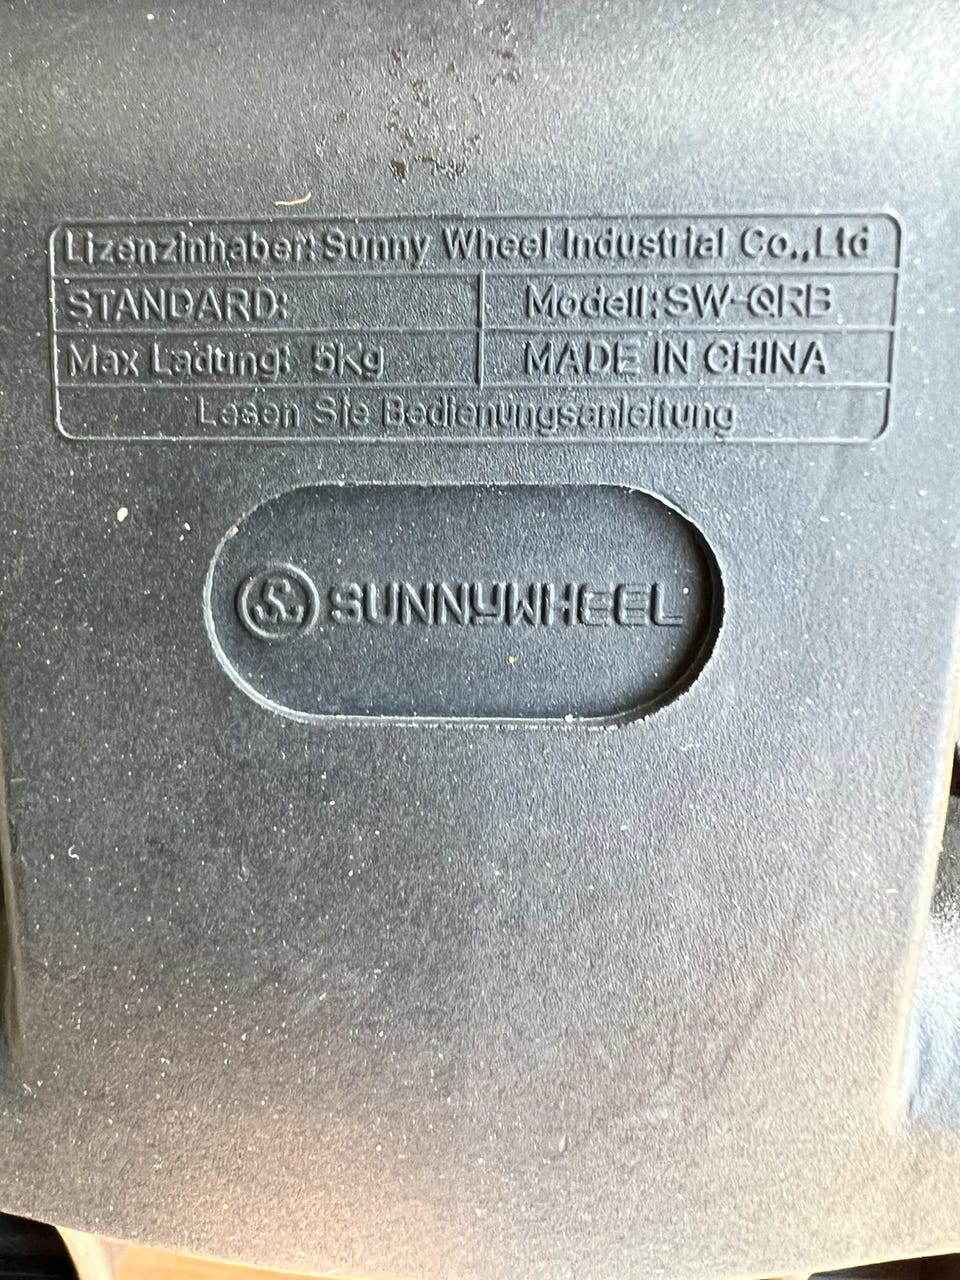 Lizenzinhaber:Sunny Wheel Industrial Co.,Ltd
STANDARD: Modell:SW-QRB
Max Ladung: 5Kg MADE IN CHINA
Lesen Sie Bedienungsanleitung
SUNNYWHEEL